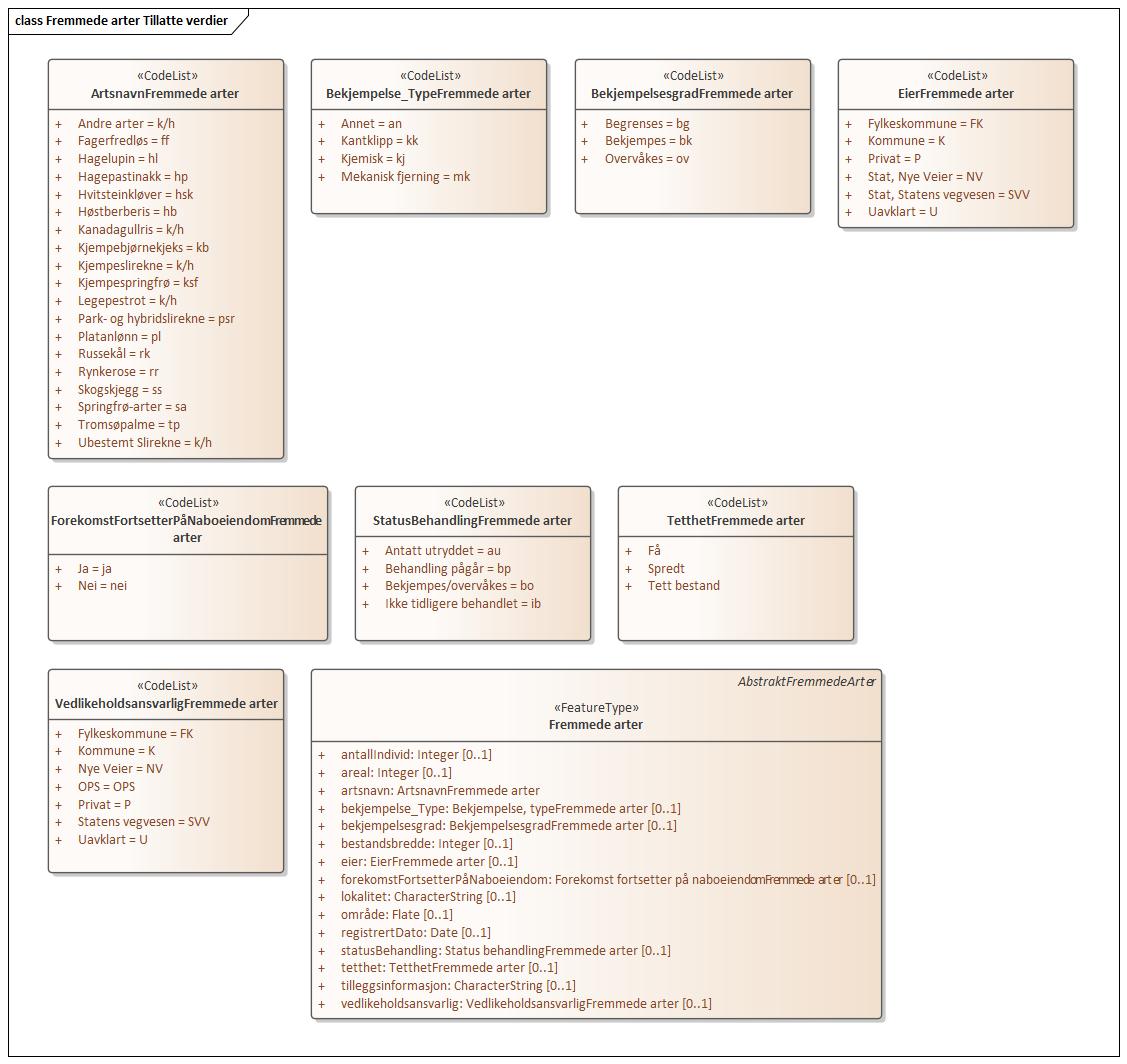 class Fremmede arter Tillatte verdier
«CodeList»
ArtsnavnFremmede arter
+ Andre arter = k/h
+ Fagerfredløs = ff
+ Hagelupin = hl
+ Hagepastinakk = hp
+ Hvitsteinkløver = hsk
+ Høstberberis = hb
+ Kanadagullris = k/h
+ Kjempebjørnekjeks = kb
+ Kjempeslirekne = k/h
+ Kjempespringfrø = ksf
+ Legepestrot = k/h
+ Park- og hybridslirekne = psr
+ Platanlønn = pl
+ Russekål = rk
+ Rynkerose = rr
+ Skogskjegg = ss
+ Springfrø-arter = sa
+ Tromsøpalme = tp
+ Ubestemt Slirekne = k/h
«CodeList»
Bekjempelse_TypeFremmede arter
+ Annet = an
+ Kantklipp = kk
+ Kjemisk = kj
+ Mekanisk fjerning = mk
«CodeList»
BekjempelsesgradFremmede arter
+ Begrenses = bg
+ Bekjempes = bk
+ Overvåkes = ov
«CodeList»
EierFremmede arter
+ Fylkeskommune = FK
+ Kommune = K
+ Privat = P
+ Stat, Nye Veier = NV
+ Stat, Statens vegvesen = SVV
+ Uavklart = U
«CodeList»
ForekomstFortsetterPåNaboeiendomFremmede
arter
+ Ja = ja
+ Nei = nei
«CodeList»
StatusBehandlingFremmede arter
+ Antatt utryddet = au
+ Behandling pågår = bp
+ Bekjempes/overvåkes = bo
+ Ikke tidligere behandlet = ib
«CodeList»
TetthetFremmede arter
+ Få
+ Spredt
+ Tett bestand
«CodeList»
VedlikeholdsansvarligFremmede arter
+ Fylkeskommune = FK
+ Kommune = K
+ Nye Veier = NV
+ OPS = OPS
+ Privat = P
+ Statens vegvesen = SVV
+ Uavklart = U
AbstraktFremmedeArter
«FeatureType»
Fremmede arter
+ antallIndivid: Integer [0..1]
+ areal: Integer [0..1]
+ artsnavn: ArtsnavnFremmede arter
+ bekjempelse_Type: Bekjempelse, typeFremmede arter [0..1]
+ bekjempelsesgrad: BekjempelsesgradFremmede arter [0..1]
+ bestandsbredde: Integer [0..1]
+ eier: EierFremmede arter [0..1]
+ forekomstFortsetterPåNaboeiendom: Forekomst fortsetter på naboeiendomFremmede arter [0..1]
+ lokalitet: CharacterString [0..1]
+ område: Flate [0..1]
+ registrertDato: Date [0..1]
+ statusBehandling: Status behandlingFremmede arter [0..1]
+ tetthet: TetthetFremmede arter [0..1]
+ tilleggsinformasjon: CharacterString [0..1]
+ vedlikeholdsansvarlig: VedlikeholdsansvarligFremmede arter [0..1]